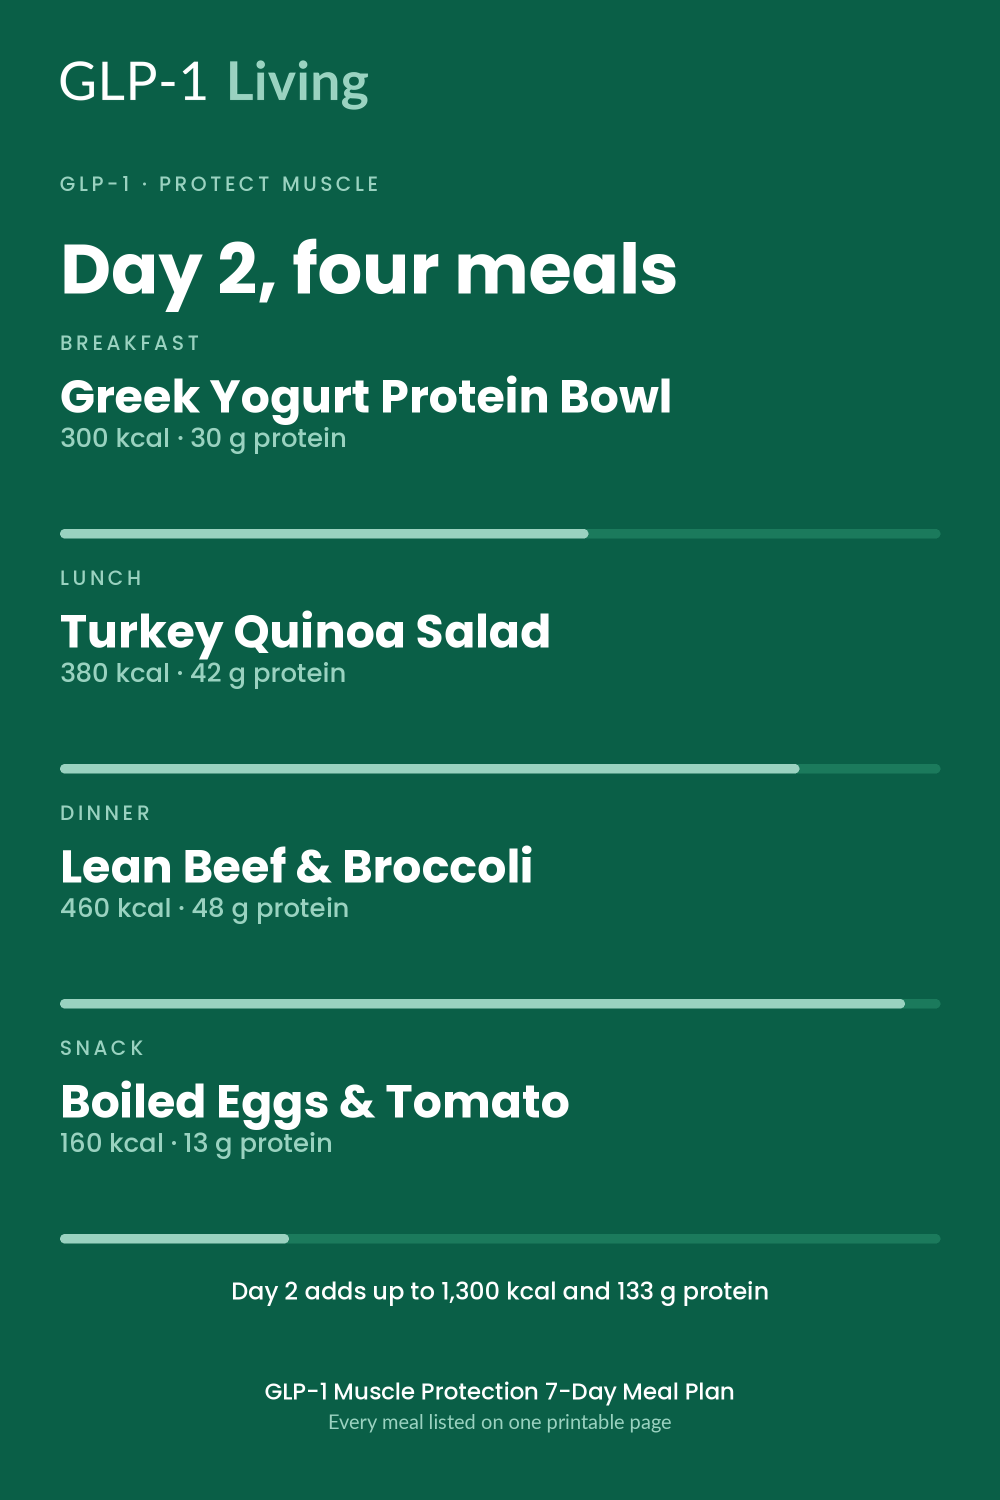 GLP-1 Living
GLP-1 · PROTECT MUSCLE
Day 2, four meals
BREAKFAST
Greek Yogurt Protein Bowl
300 kcal · 30 g protein
LUNCH
Turkey Quinoa Salad
380 kcal · 42 g protein
DINNER
Lean Beef & Broccoli
460 kcal · 48 g protein
SNACK
Boiled Eggs & Tomato
160 kcal · 13 g protein
Day 2 adds up to 1,300 kcal and 133 g protein
GLP-1 Muscle Protection 7-Day Meal Plan
Every meal listed on one printable page